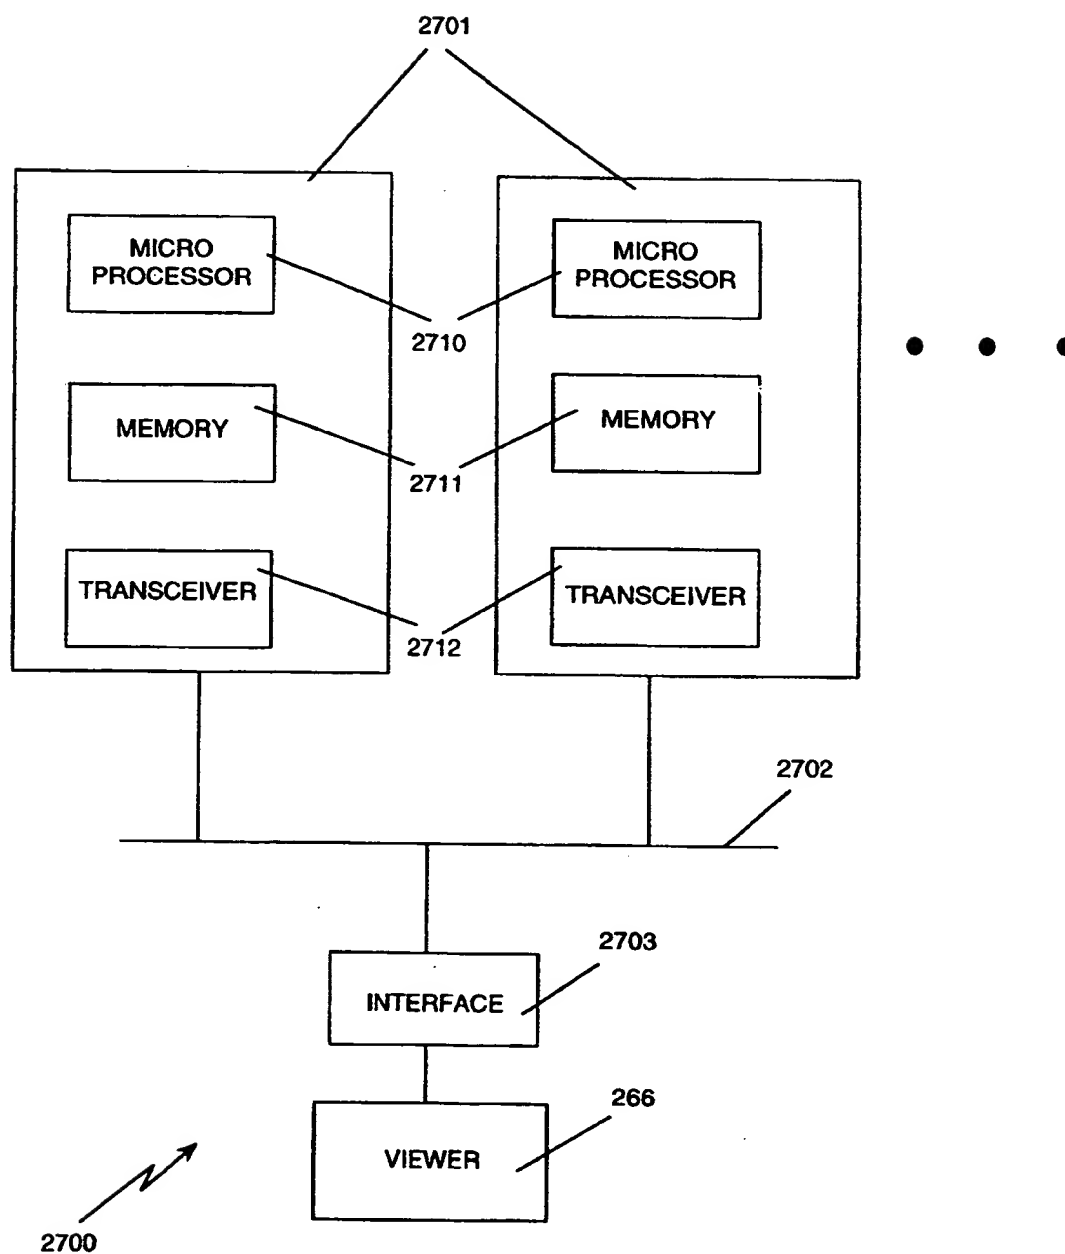 2701
MICRO
PROCESSOR
MICRO
PROCESSOR
2710
MEMORY
MEMORY
2711
TRANSCEIVER
TRANSCEIVER
2712
2702
2703
INTERFACE
266
VIEWER
2700